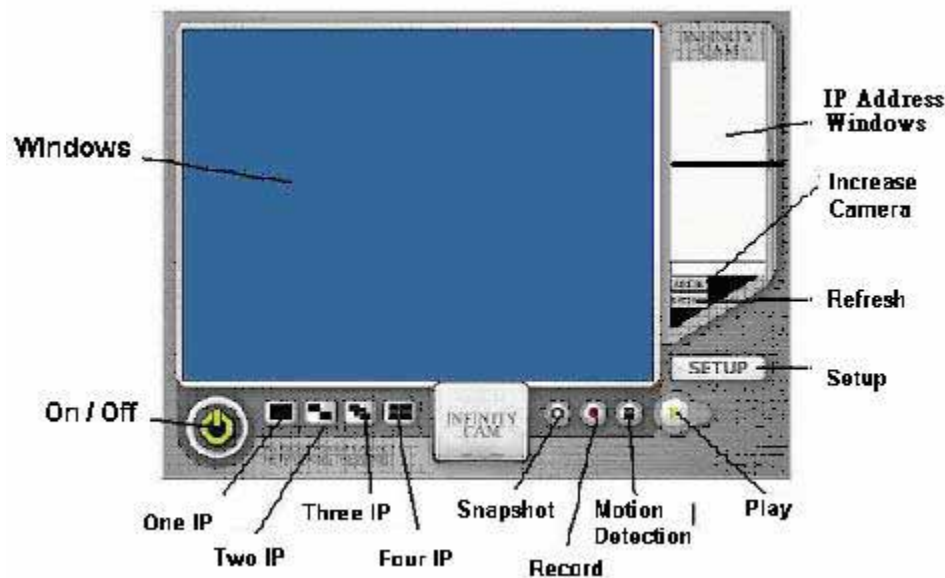 INFINITY
CAM
IP Address
Windows
Windows
Increase
Camera
Refresh
SETUP
Setup
On / Off
INFINITY
CAM
One IP
Two IP
Three IP
Four IP
Snapshot
Record
Motion
Detection
Play